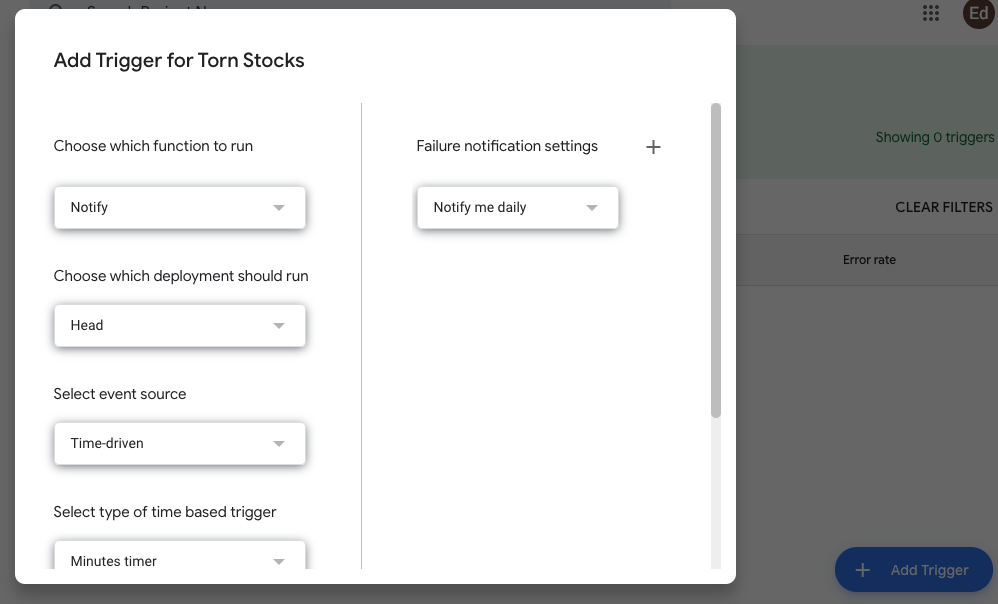 Ed
Add Trigger for Torn Stocks
Choose which function to run
Notify
Choose which deployment should run
Head
Select event source
Time-driven
Select type of time based trigger
Minutes timer
Failure notification settings
Notify me daily
Showing 0 triggers
CLEAR FILTERS
Error rate
Add Trigger